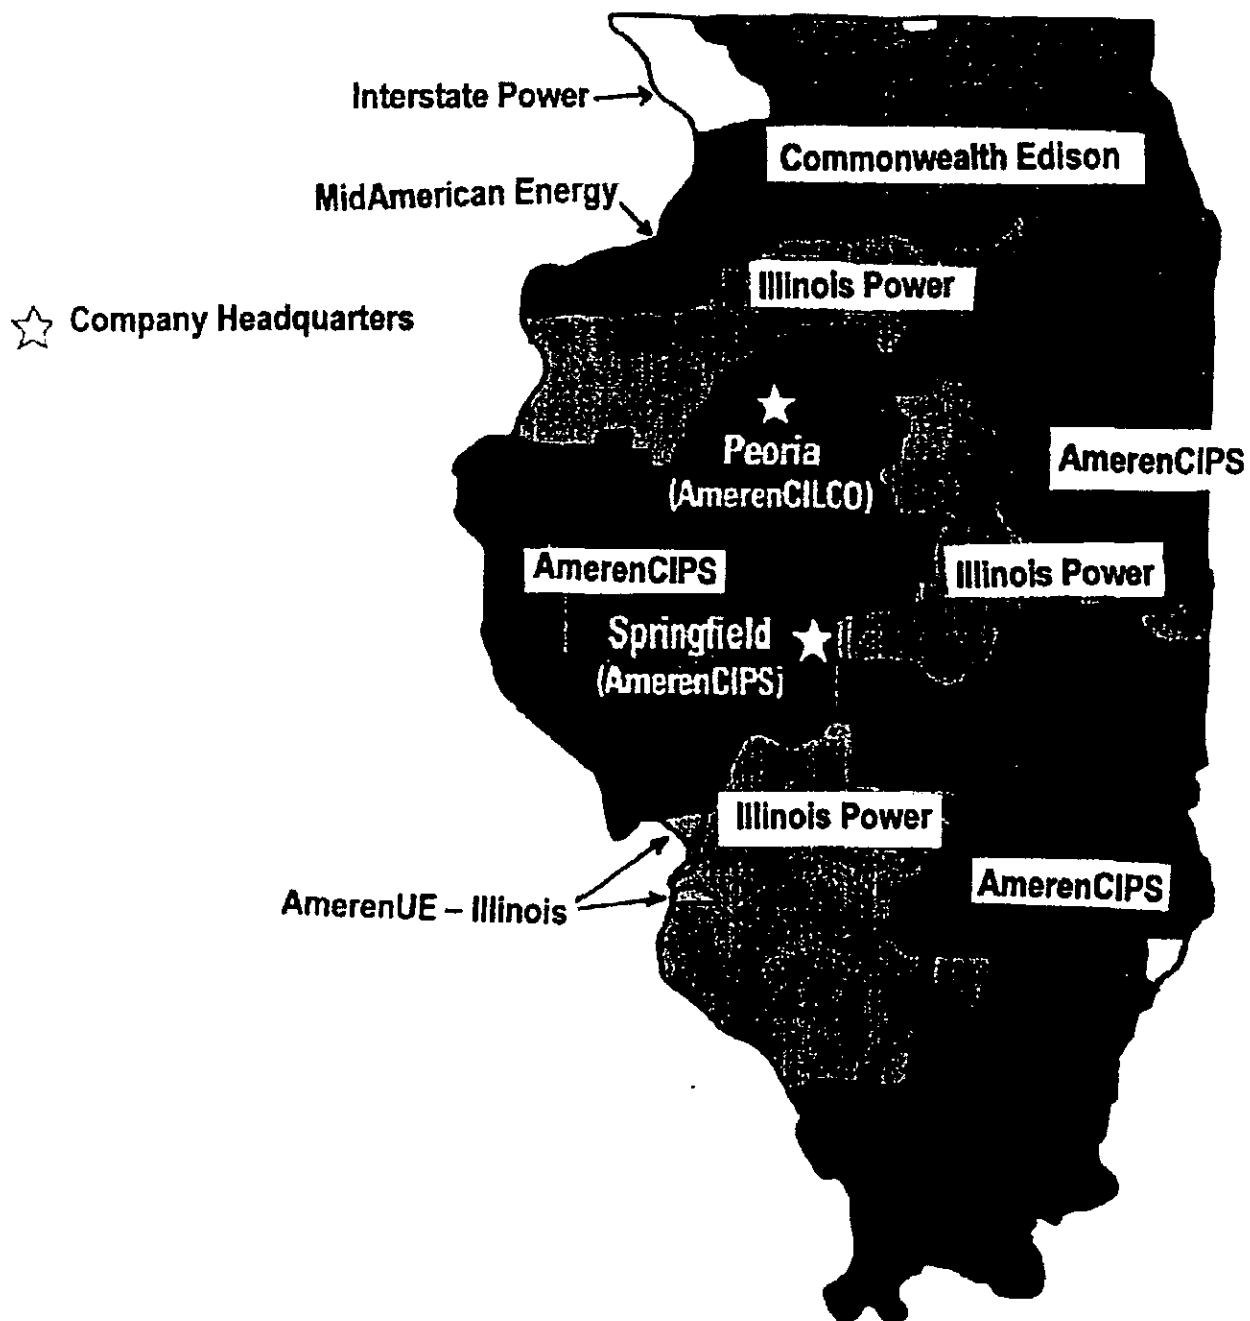 Interstate Power
Commonwealth Edison
MidAmerican Energy
Illinois Power
Company Headquarters
Peoria
(AmerenCILCO)
AmerenCIPS
AmerenCIPS
Illinois Power
Springfield
(AmerenCIPS)
Illinois Power
AmerenCIPS
AmerenUE – Illinois